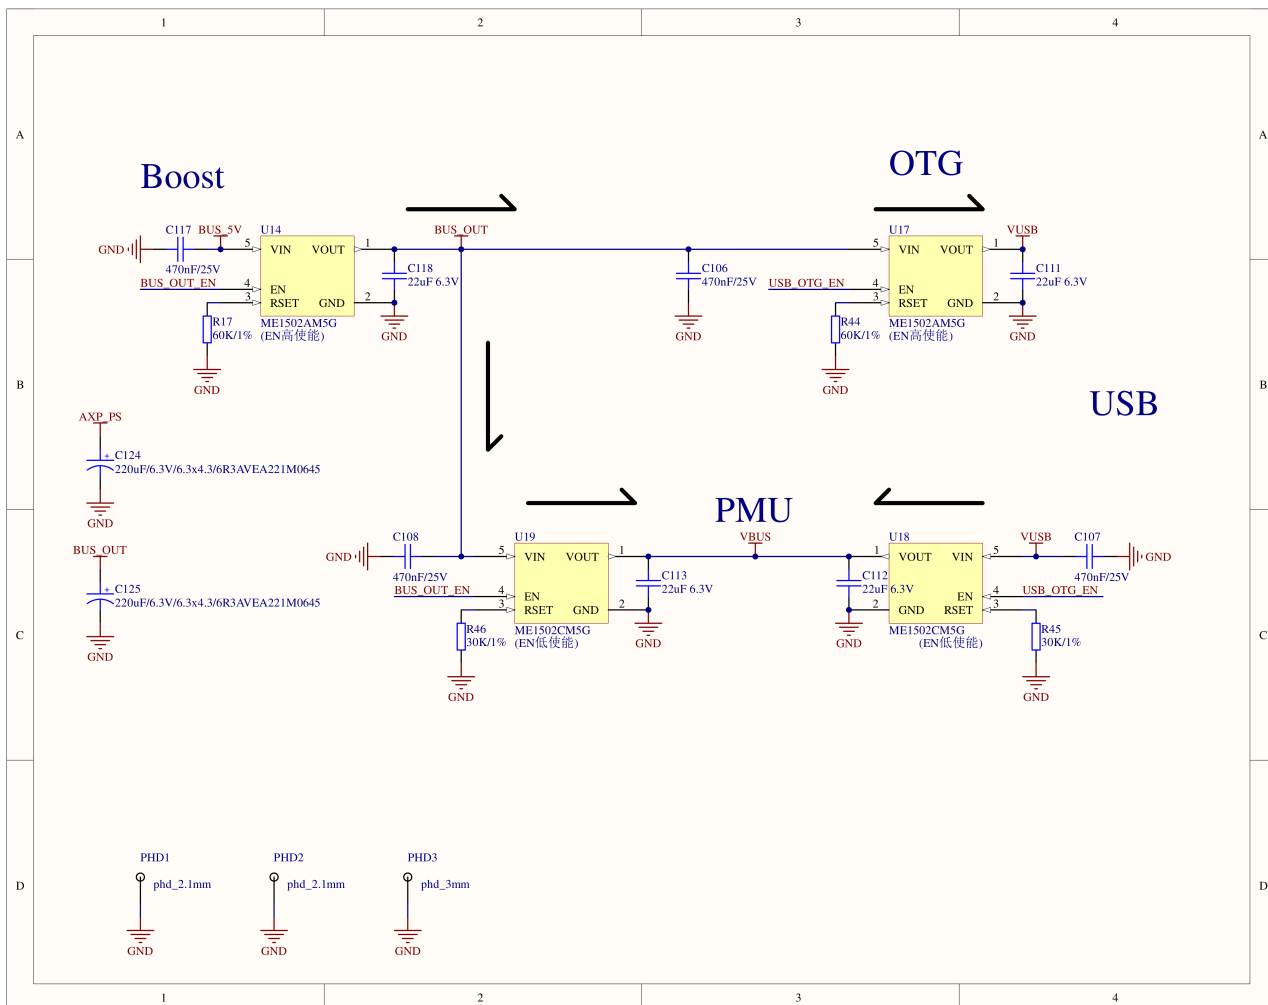 1 2 3 4
A A
OTG
Boost
C117 BUS_5V U14 BUS_OUT U17 VUSB
GND 5 VIN VOUT 1 5 VIN VOUT 1
470nF/25V C118 C106 C111
22uF 6.3V 470nF/25V 22uF 6.3V
BUS_OUT_EN 4 EN USB_OTG_EN 4 EN
3 RSET GND 2 3 RSET GND 2
R17 ME1502AM5G R44 ME1502AM5G
60K/1% (EN高使能) GND GND 60K/1% (EN高使能) GND
GND GND
B B
USB
AXP_PS
C124
+
220uF/6.3V/6.3x4.3/6R3AVEA221M0645
GND
PMU
BUS_OUT C108 U19 VBUS U18 VUSB C107
GND 5 VIN VOUT 1 1 VOUT VIN 5 GND
470nF/25V C113 C112 470nF/25V
22uF 6.3V 22uF 6.3V
C125 BUS_OUT_EN 4 EN EN 4 USB_OTG_EN
+
220uF/6.3V/6.3x4.3/6R3AVEA221M0645 3 RSET GND 2 2 GND RSET 3
R46 ME1502CM5G ME1502CM5G R45
30K/1% (EN低使能) GND GND (EN低使能) 30K/1%
C C
GND GND GND
PHD1 PHD2 PHD3
phd_2.1mm phd_2.1mm phd_3mm
D D
GND GND GND
1 2 3 4